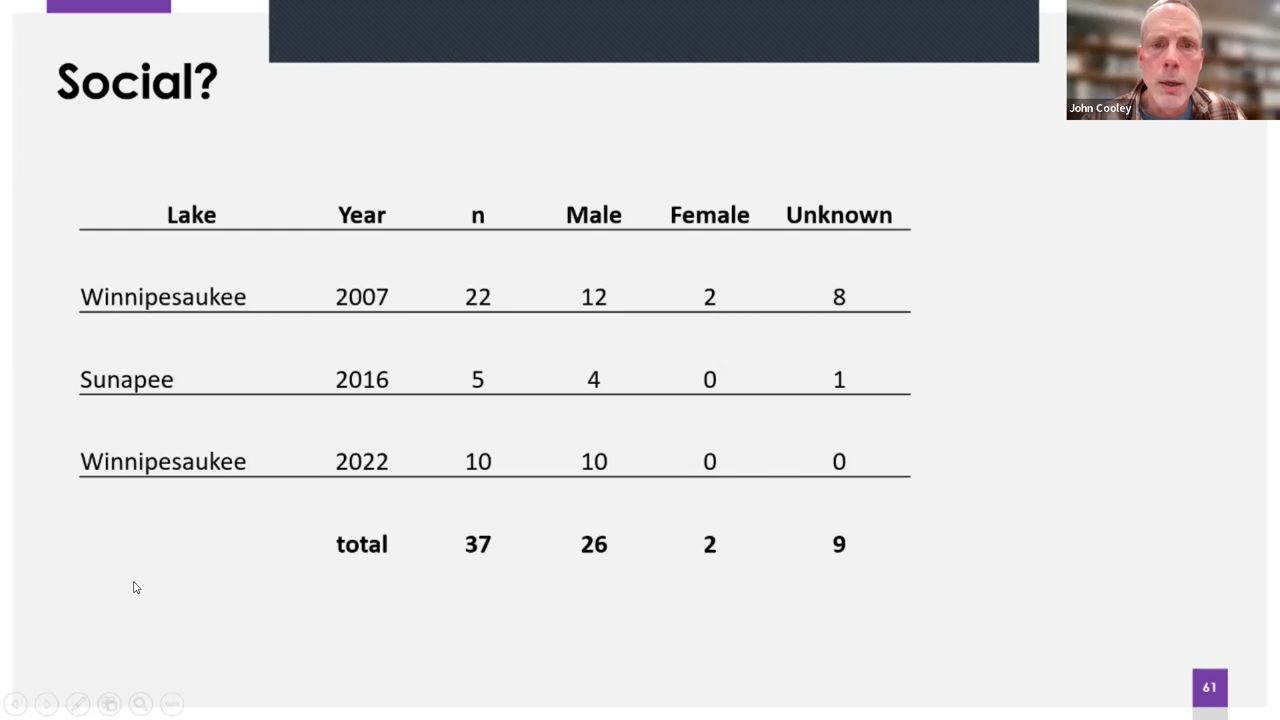 Social?
John Cooley
Lake Year n Male Female Unknown
Winnipesaukee 2007 22 12 2 8
Sunapee 2016 5 4 0 1
Winnipesaukee 2022 10 10 0 0
total 37 26 2 9
61